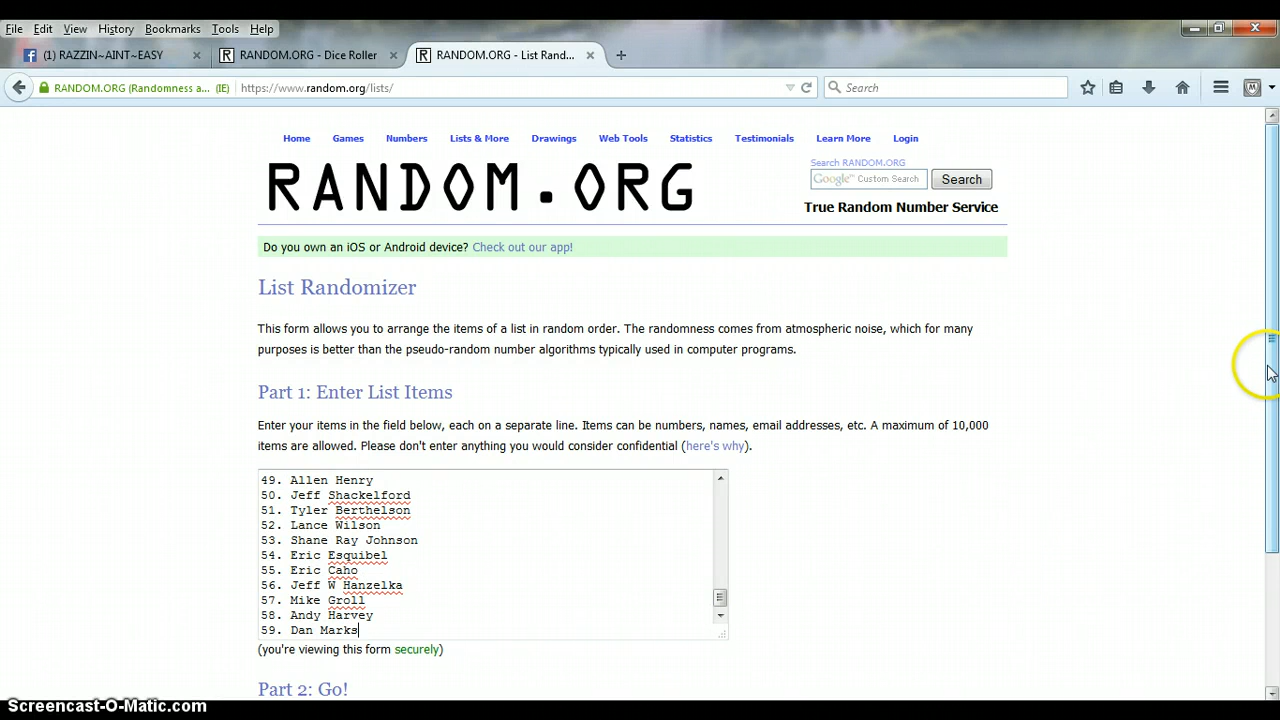 File Edit View History Bookmarks Tools Help
(1) RAZZIN~AINT~EASY
RANDOM.ORG - Dice Roller
RANDOM.ORG - List Rand...
RANDOM.ORG (Randomness a... (IE) https://www.random.org/lists/
Search
Home Games Numbers Lists & More Drawings Web Tools Statistics Testimonials Learn More Login
RANDOM.ORG
Search RANDOM.ORG
Google™ Custom Search Search
True Random Number Service
Do you own an iOS or Android device? Check out our app!
List Randomizer
This form allows you to arrange the items of a list in random order. The randomness comes from atmospheric noise, which for many
purposes is better than the pseudo-random number algorithms typically used in computer programs.
Part 1: Enter List Items
Enter your items in the field below, each on a separate line. Items can be numbers, names, email addresses, etc. A maximum of 10,000
items are allowed. Please don't enter anything you would consider confidential (here's why).
49. Allen Henry
50. Jeff Shackelford
51. Tyler Berthelson
52. Lance Wilson
53. Shane Ray Johnson
54. Eric Esquibel
55. Eric Caho
56. Jeff W Hanzelka
57. Mike Groll
58. Andy Harvey
59. Dan Marks
(you're viewing this form securely)
Part 2: Go!
Screencast-O-Matic.com